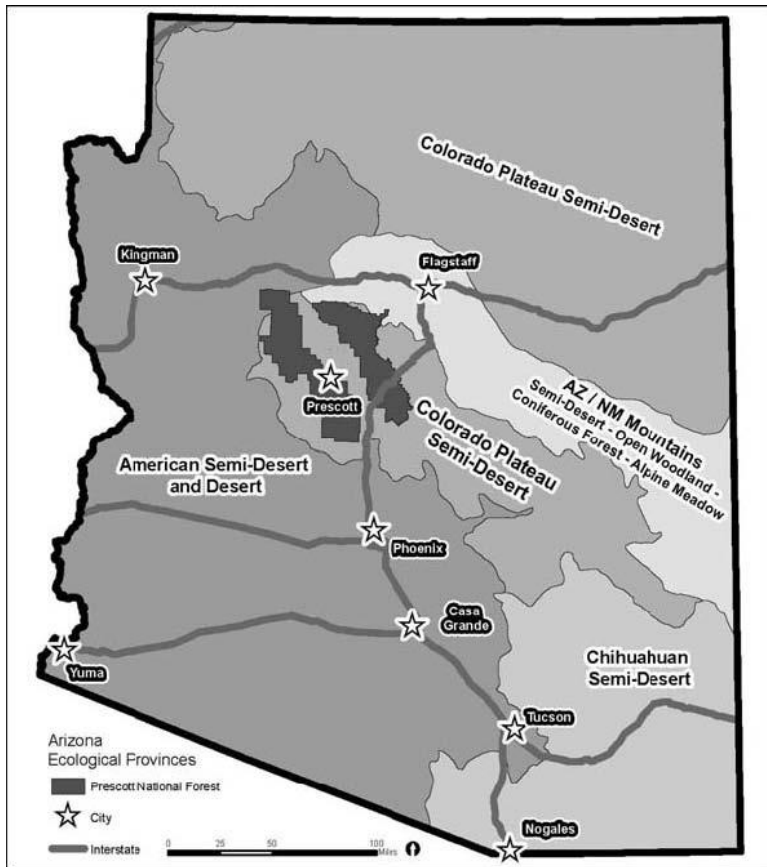 Colorado Plateau Semi-Desert
Kingman
Flagstaff
AZ / NM Mountains
Semi-Desert - Open Woodland -
Coniferous Forest - Alpine Meadow
Prescott
Colorado Plateau
Semi-Desert
American Semi-Desert
and Desert
Phoenix
Casa
Grande
Yuma
Chihuahuan
Semi-Desert
Tucson
Nogales
Arizona
Ecological Provinces
Prescott National Forest
City
Interstate
0 25 50 100
Miles